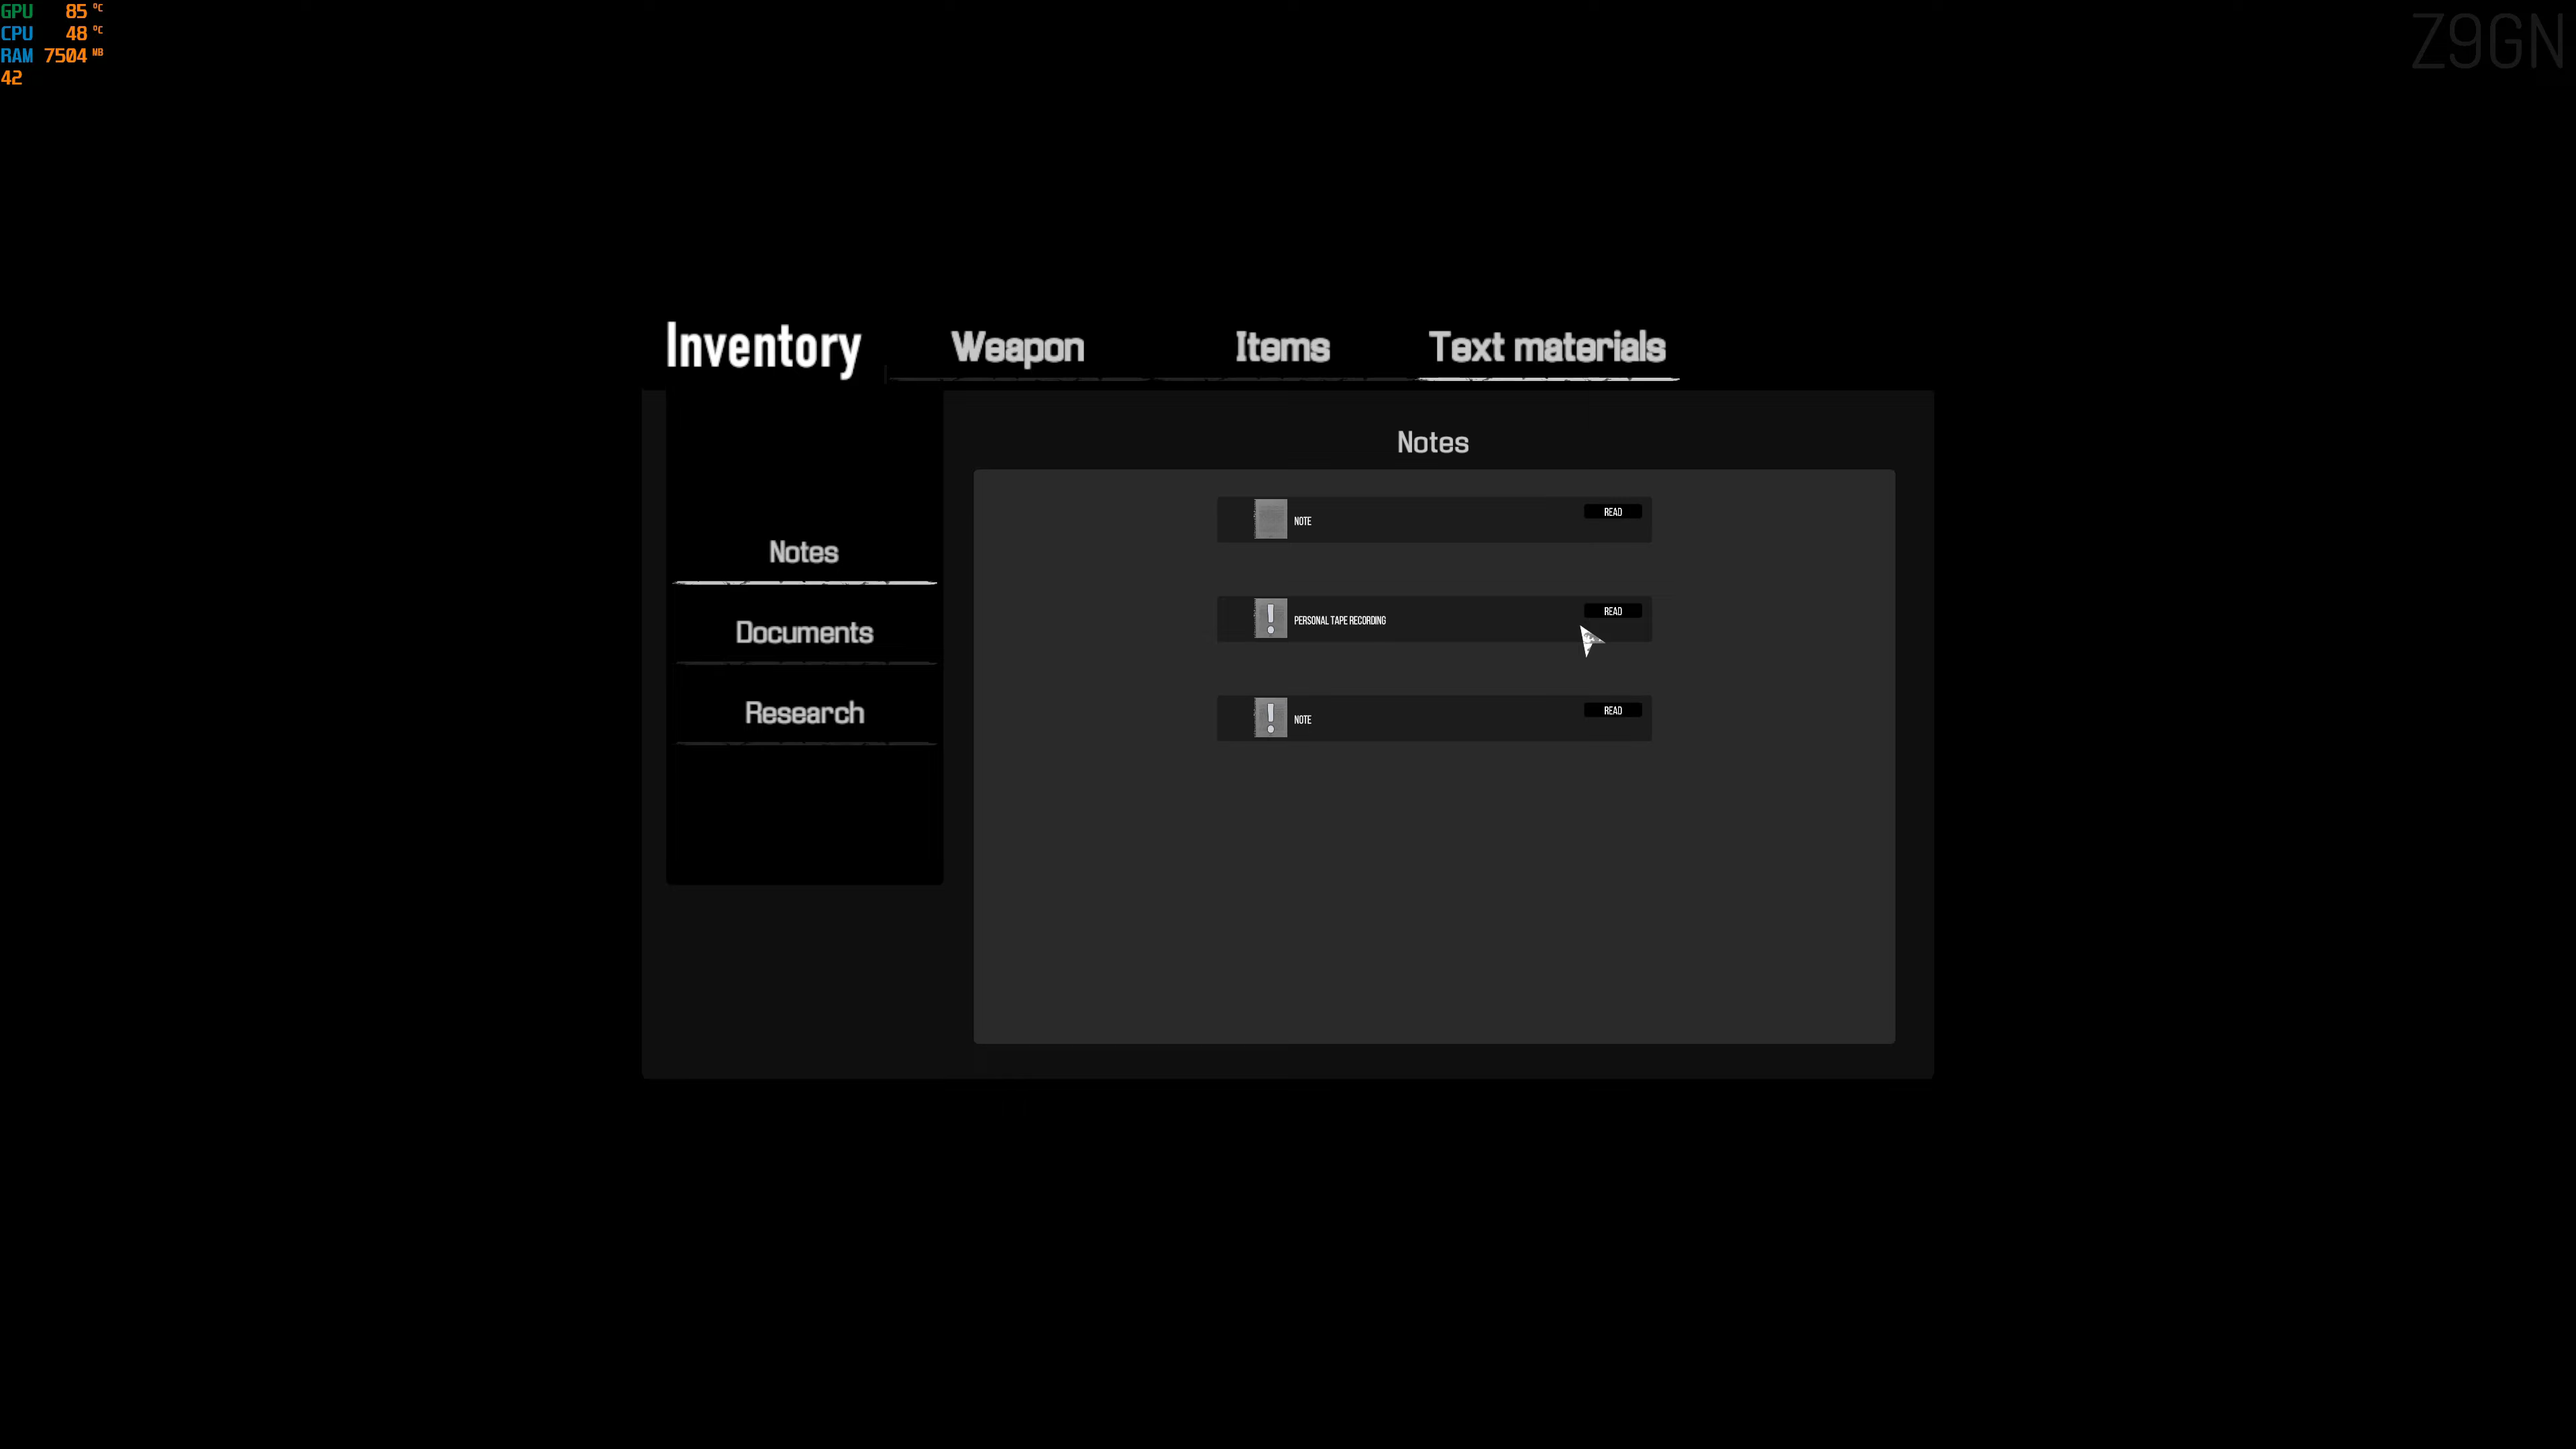 GPU 85 °C
CPU 48 °C
RAM 7504 MB
42
Z9GN
Inventory Weapon Items Text materials
Notes
Documents
Research
Notes
NOTE READ
! PERSONAL TAPE RECORDING READ
! NOTE READ